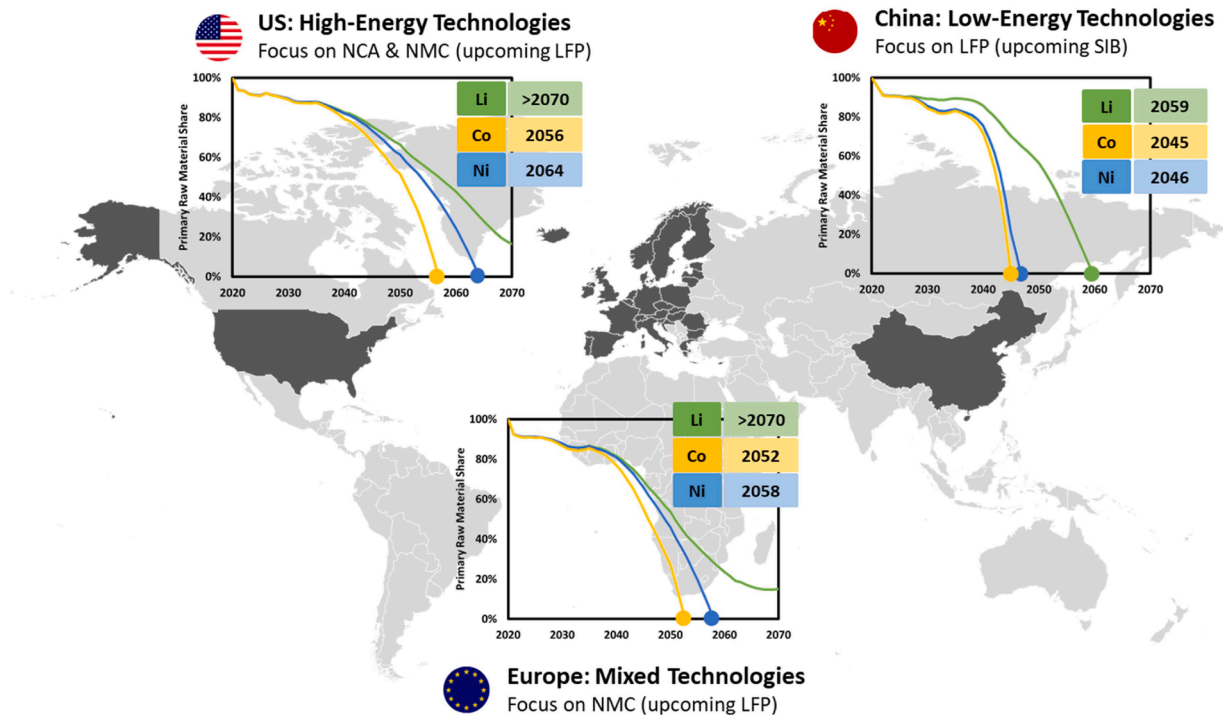 US: High-Energy Technologies
Focus on NCA & NMC (upcoming LFP)
Primary Raw Material Share
100%
80%
60%
40%
20%
0%
2020 2030 2040 2050 2060 2070
Li >2070
Co 2056
Ni 2064
China: Low-Energy Technologies
Focus on LFP (upcoming SIB)
Primary Raw Material Share
100%
80%
60%
40%
20%
0%
2020 2030 2040 2050 2060 2070
Li 2059
Co 2045
Ni 2046
Primary Raw Material Share
100%
80%
60%
40%
20%
0%
2020 2030 2040 2050 2060 2070
Li >2070
Co 2052
Ni 2058
Europe: Mixed Technologies
Focus on NMC (upcoming LFP)